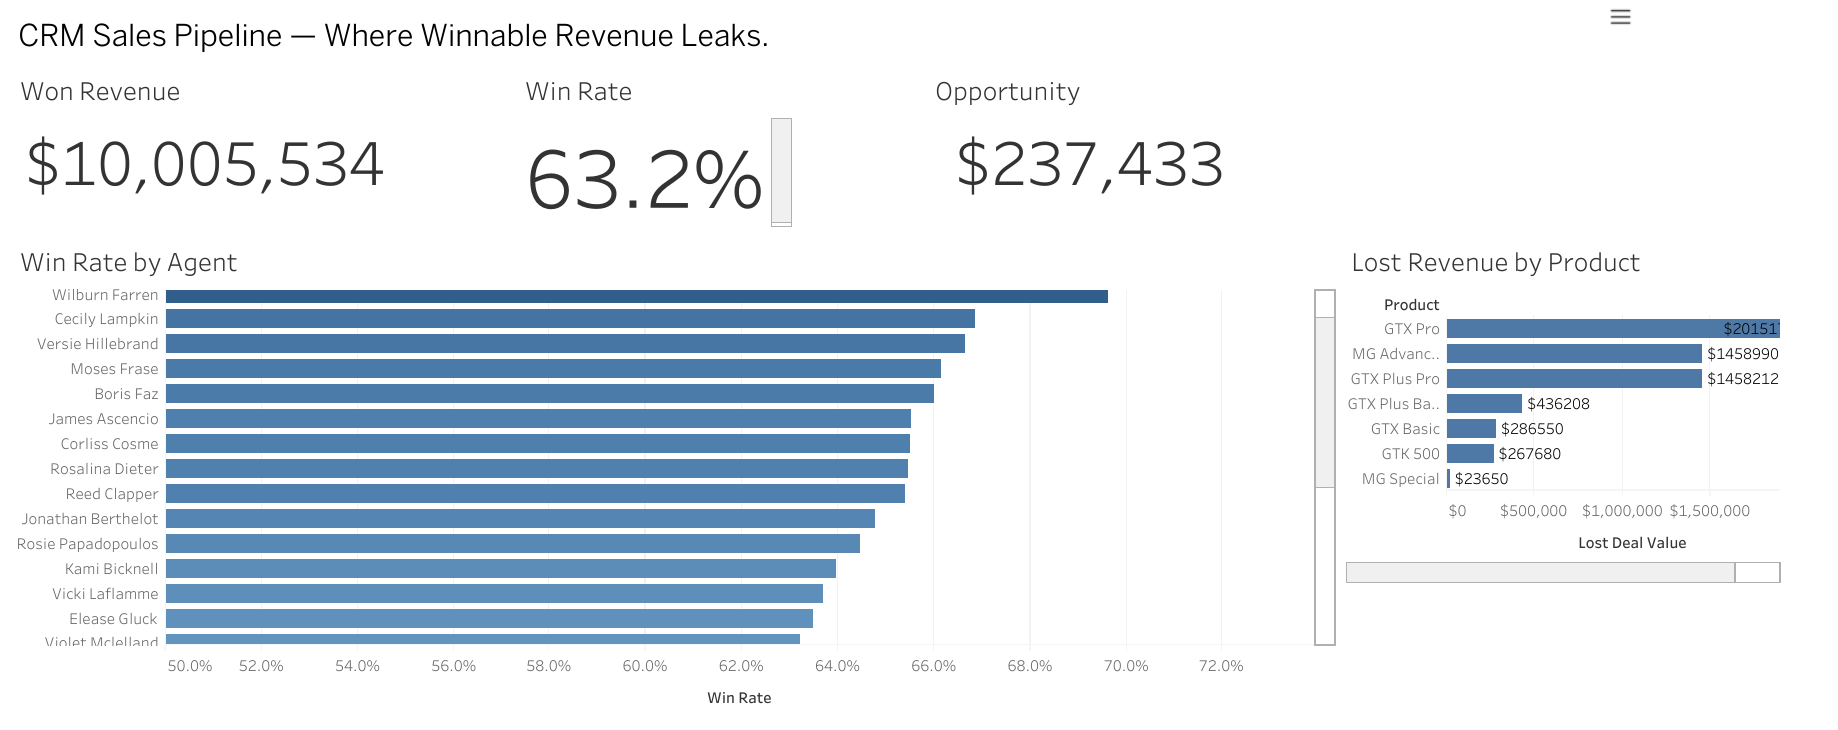 CRM Sales Pipeline — Where Winnable Revenue Leaks.
Won Revenue
$10,005,534
Win Rate
63.2%
Opportunity
$237,433
Win Rate by Agent
Wilburn Farren
Cecily Lampkin
Versie Hillebrand
Moses Frase
Boris Faz
James Ascencio
Corliss Cosme
Rosalina Dieter
Reed Clapper
Jonathan Berthelot
Rosie Papadopoulos
Kami Bicknell
Vicki Laflamme
Elease Gluck
Violet Mclelland
50.0% 52.0% 54.0% 56.0% 58.0% 60.0% 62.0% 64.0% 66.0% 68.0% 70.0% 72.0%
Win Rate
Lost Revenue by Product
Product
GTX Pro
MG Advanc.. $1458990
GTX Plus Pro $1458212
GTX Plus Ba.. $436208
GTX Basic $286550
GTK 500 $267680
MG Special $23650
$0 $500,000 $1,000,000 $1,500,000
Lost Deal Value